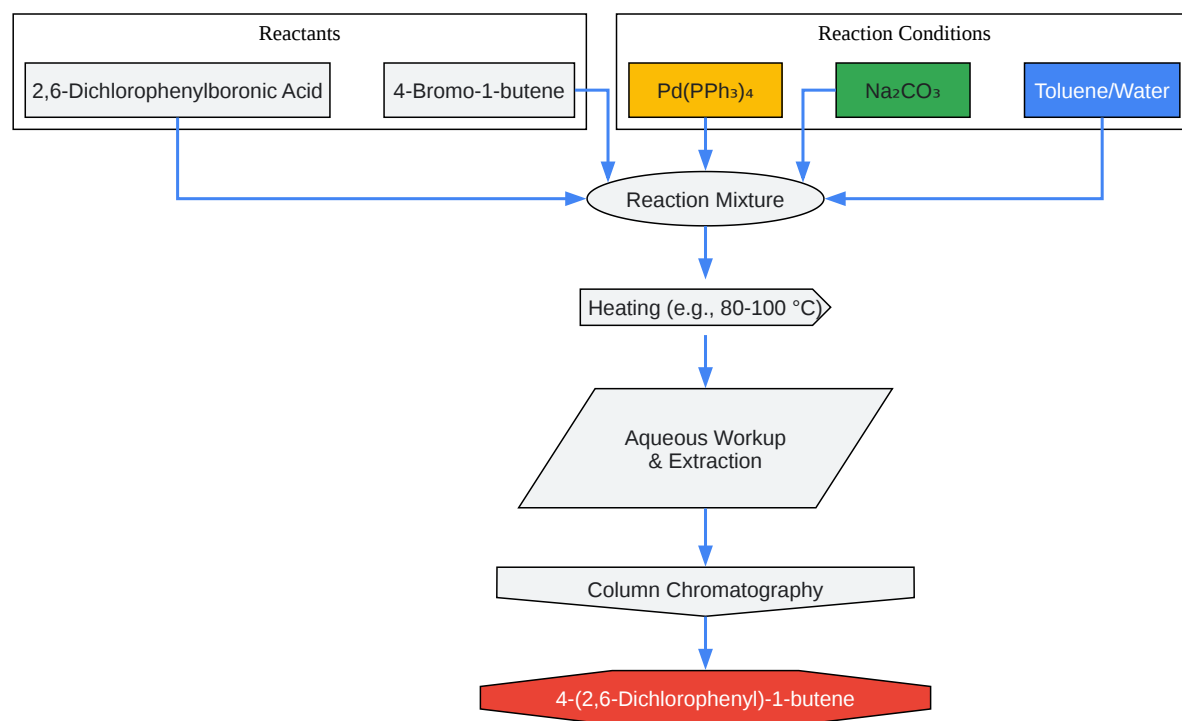 Reactants
Reaction Conditions
2,6-Dichlorophenylboronic Acid
4-Bromo-1-butene
Pd(PPh₃)₄
Na₂CO₃
Toluene/Water
Reaction Mixture
Heating (e.g., 80-100 °C)
Aqueous Workup
& Extraction
Column Chromatography
4-(2,6-Dichlorophenyl)-1-butene